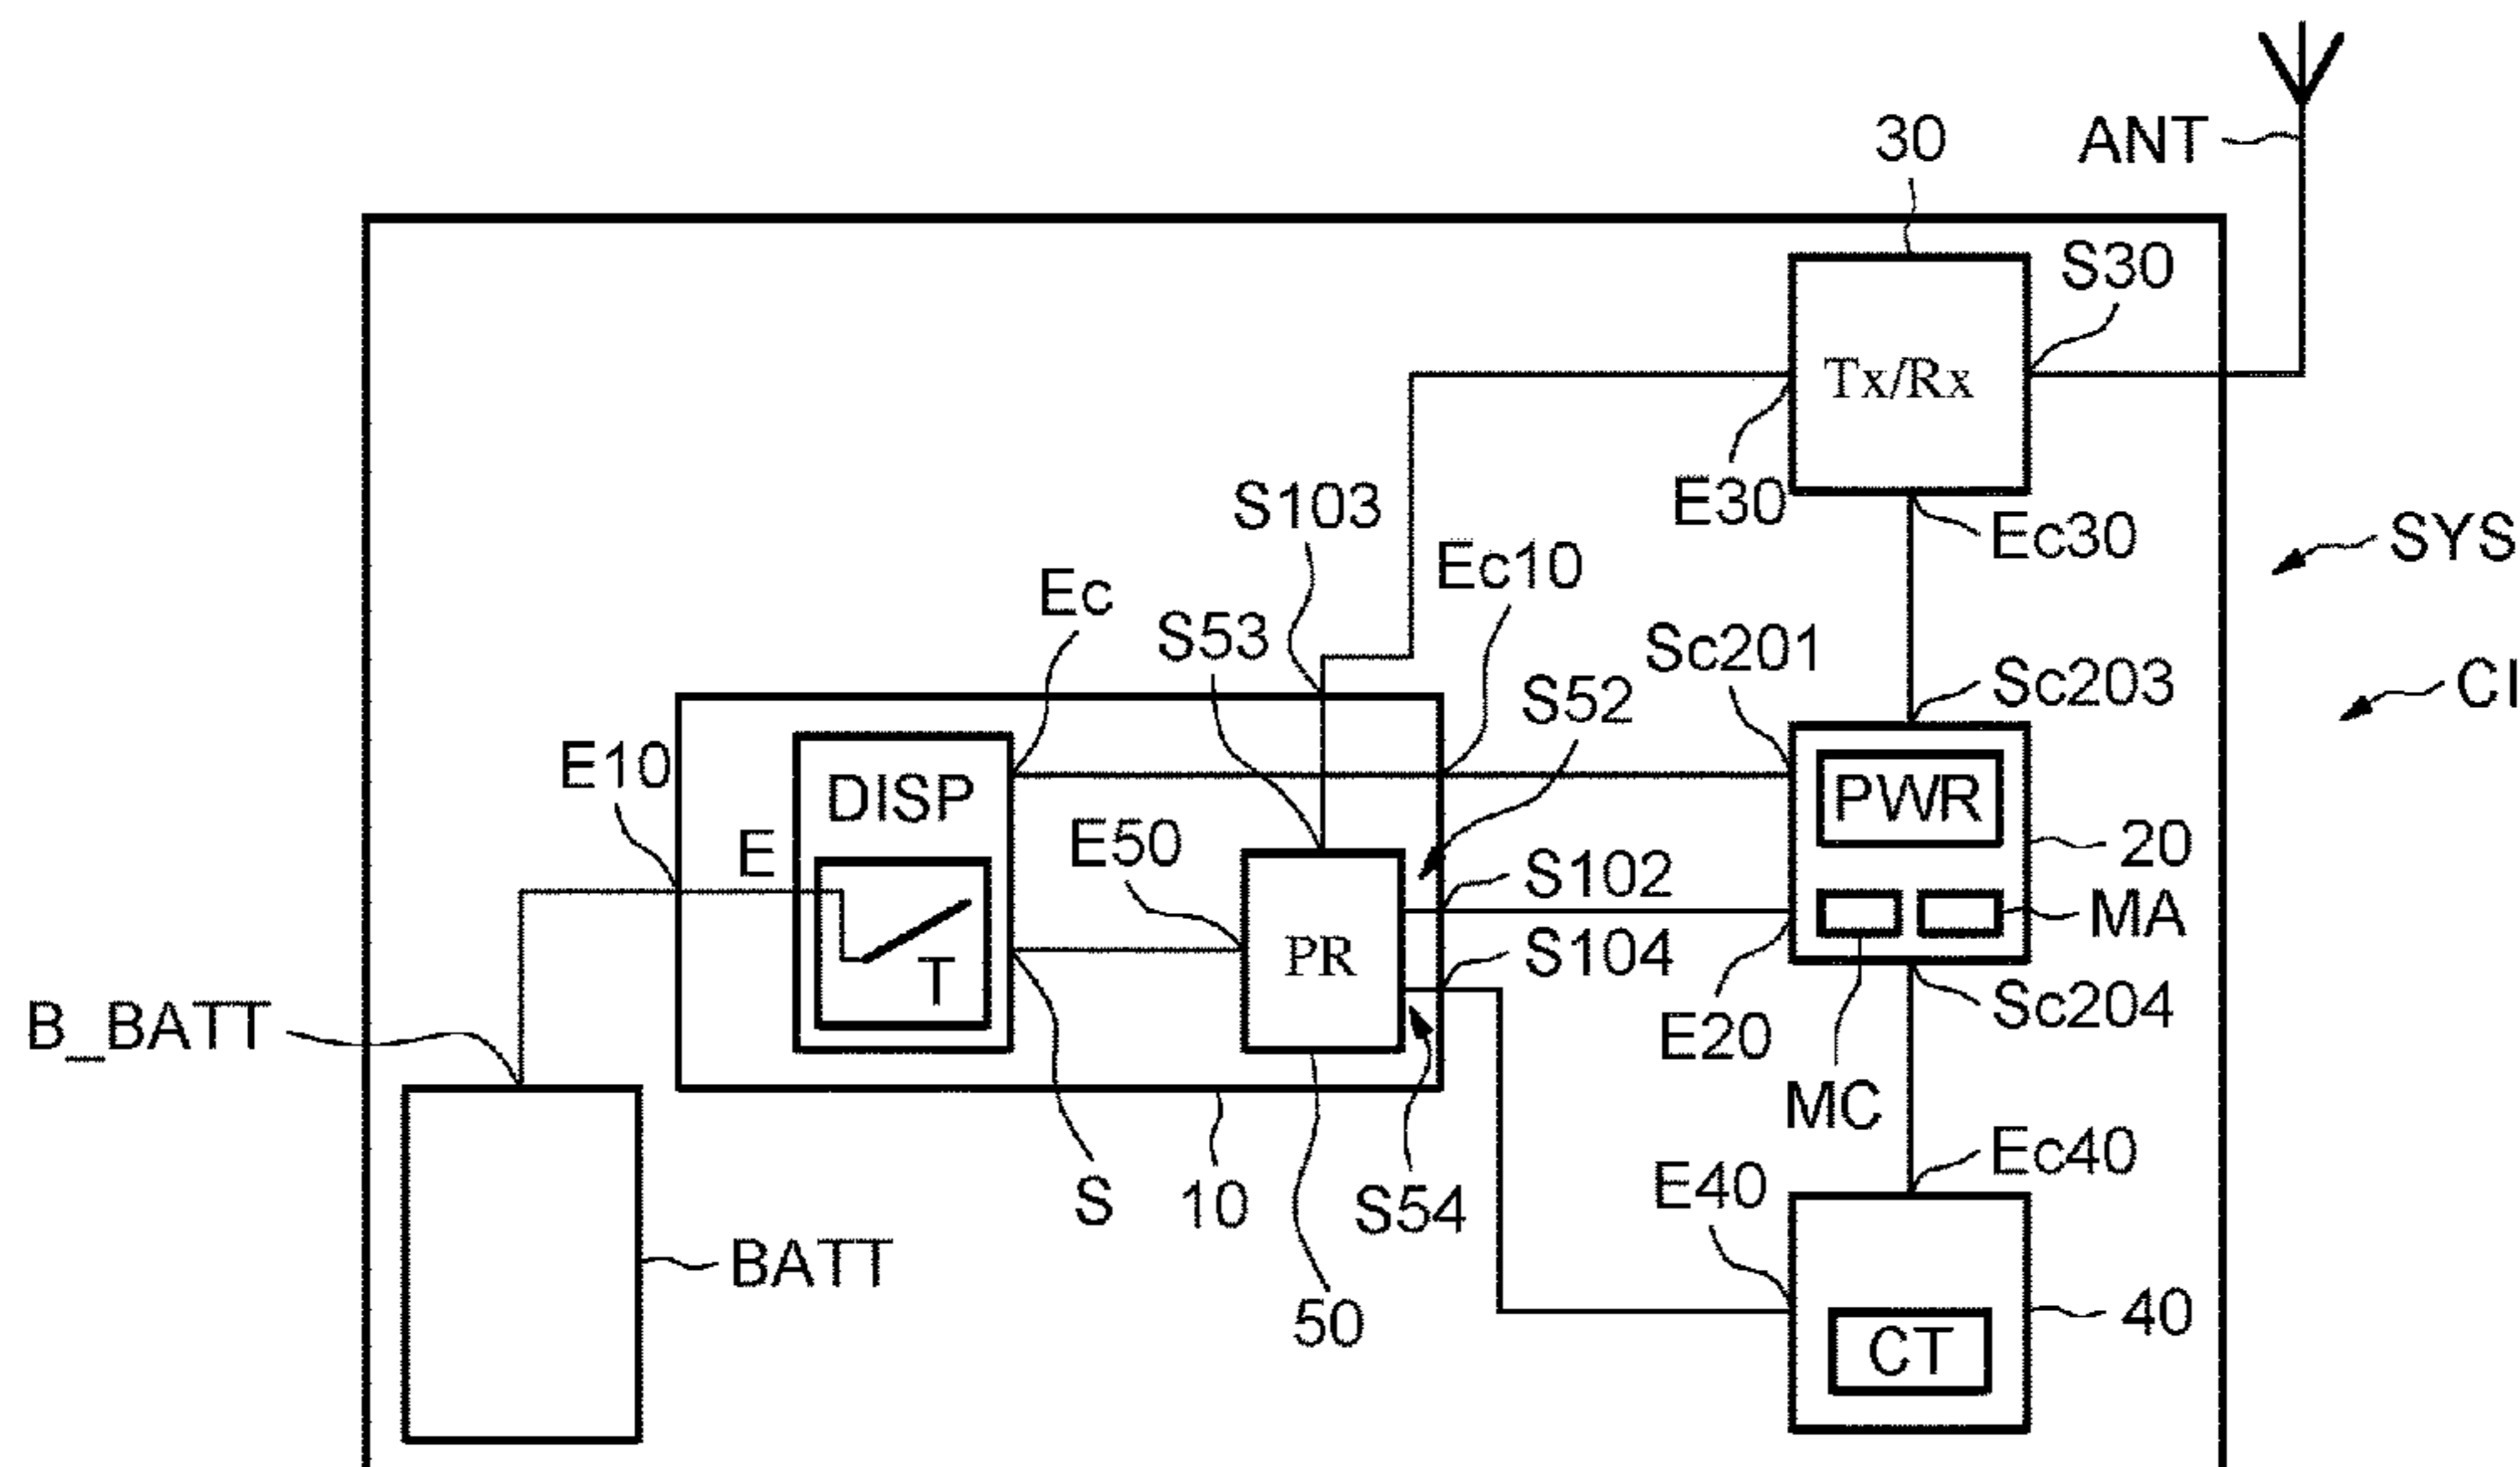 30
ANT
S30
Tx/Rx
S103
E30
Ec30
SYS
Ec10
Ec
S53
Sc201
S52
Sc203
CI
E10
DISP
PWR
E
E50
20
S102
MA
PR
S104
T
B_BATT
E20
Sc204
MC
Ec40
E40
S
10
S54
BATT
50
40
CT